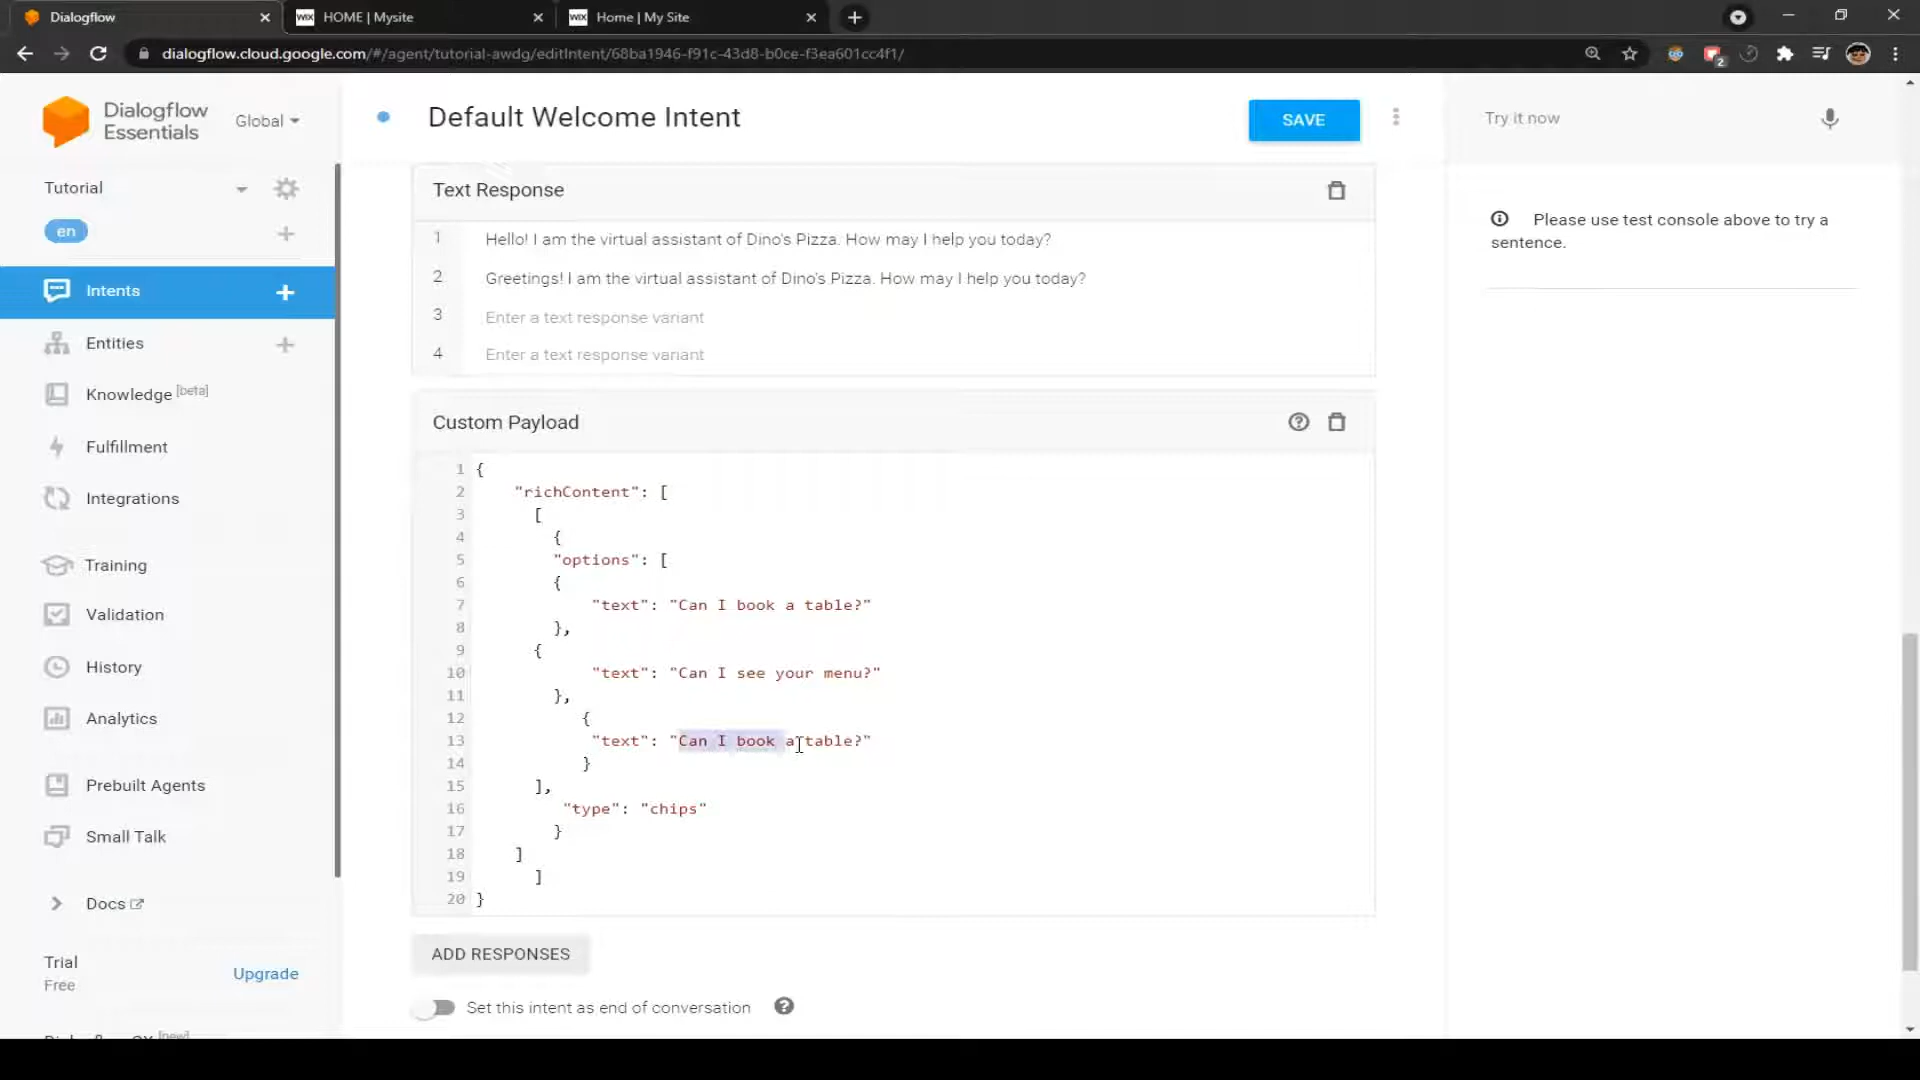 Dialogflow
HOME | Mysite
Home | My Site
dialogflow.cloud.google.com/#/agent/tutorial-awdg/editIntent/68ba1946-f91c-43d8-b0ce-f3ea601cc4f1/
2
Dialogflow
Essentials
Global
Default Welcome Intent
SAVE
Try it now
Tutorial
en
Intents
Entities
Knowledge [beta]
Fulfillment
Integrations
Training
Validation
History
Analytics
Prebuilt Agents
Small Talk
Docs
Trial
Free
Upgrade
[new]
Text Response
1 Hello! I am the virtual assistant of Dino's Pizza. How may I help you today?
2 Greetings! I am the virtual assistant of Dino's Pizza. How may I help you today?
3 Enter a text response variant
4 Enter a text response variant
Custom Payload
1 {
2 "richContent": [
3 [
4 {
5 "options": [
6 {
7 "text": "Can I book a table?"
8 },
9 {
10 "text": "Can I see your menu?"
11 },
12 {
13 "text": "Can I book a table?"
14 }
15 ],
16 "type": "chips"
17 }
18 ]
19 ]
20 }
ADD RESPONSES
Set this intent as end of conversation
Please use test console above to try a
sentence.